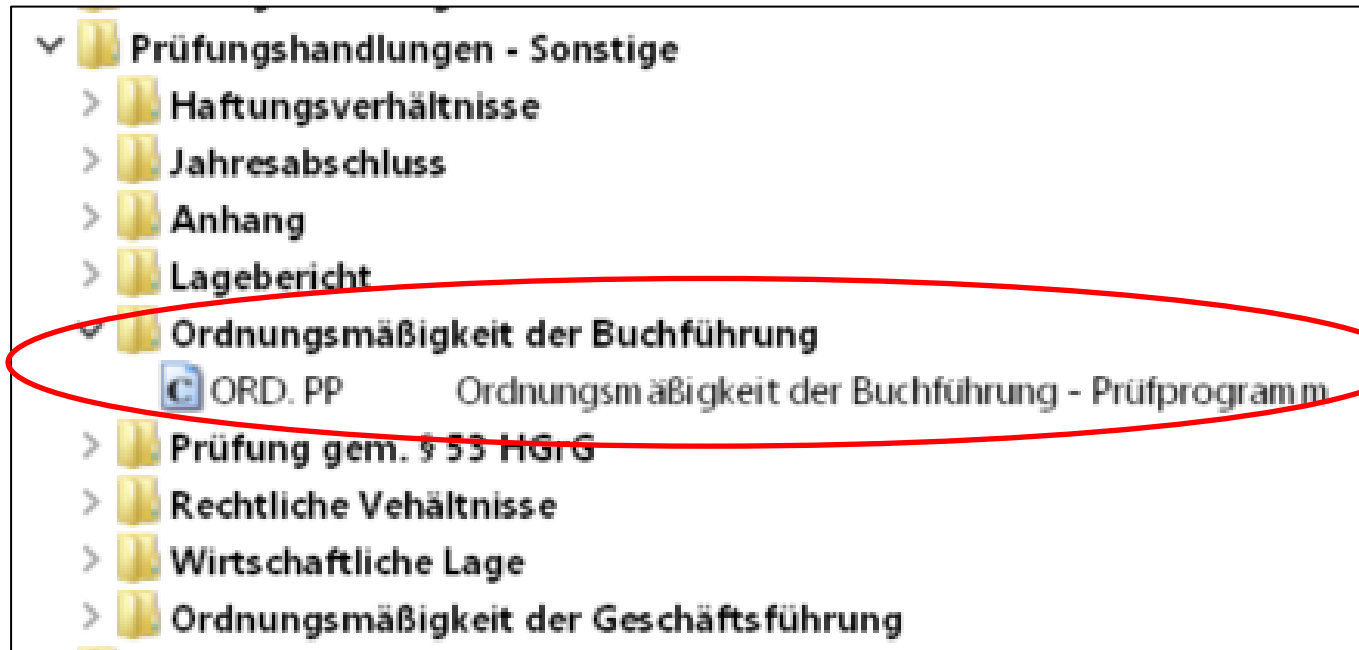 Prüfungshandlungen - Sonstige
Haftungsverhältnisse
Jahresabschluss
Anhang
Lagebericht
Ordnungsmäßigkeit der Buchführung
C ORD. PP Ordnungsmäßigkeit der Buchführung - Prüfprogramm
Prüfung gem. § 53 HGrG
Rechtliche Vehältnisse
Wirtschaftliche Lage
Ordnungsmäßigkeit der Geschäftsführung